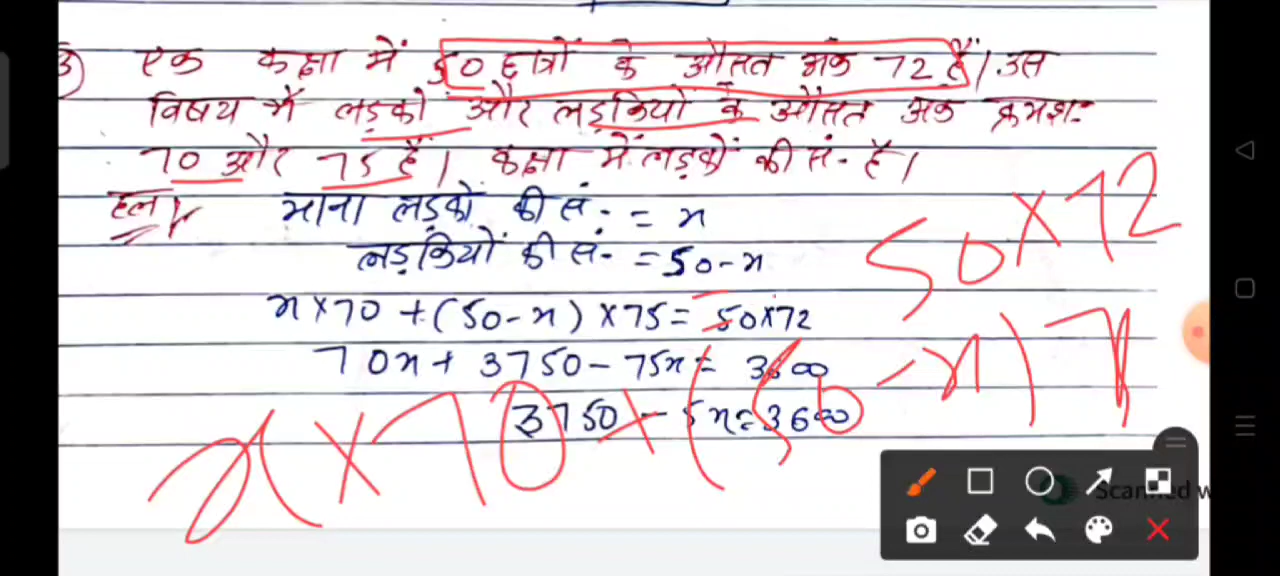 3) एक कक्षा में 50 छात्रों के औसत अंक 72 हैं। उस
विषय में लड़कों और लड़कियों के औसत अंक क्रमश:
70 और 75 हैं। कक्षा में लड़कों की सं. है।
हल
माना लड़कों की सं. = x
लड़कियों की सं. = 50-x
x×70 + (50-x) ×75 = 50×72
70x + 3750 - 75x = 3600
3750 - 5x = 3600
50×72
x×70+(50-x)7
Scanned w